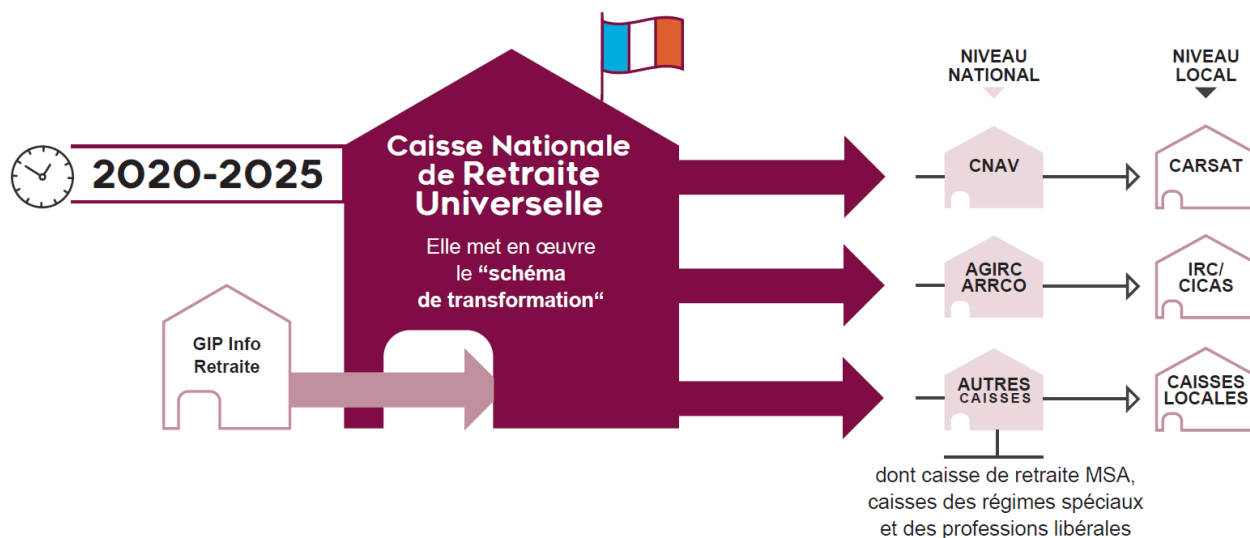 NIVEAU
NATIONAL
NIVEAU
LOCAL
2020-2025
Caisse Nationale
de Retraite
Universelle
Elle met en œuvre
le “schéma
de transformation“
GIP Info
Retraite
CNAV
CARSAT
AGIRC
ARRCO
IRC/
CICAS
AUTRES
CAISSES
CAISSES
LOCALES
dont caisse de retraite MSA,
caisses des régimes spéciaux
et des professions libérales